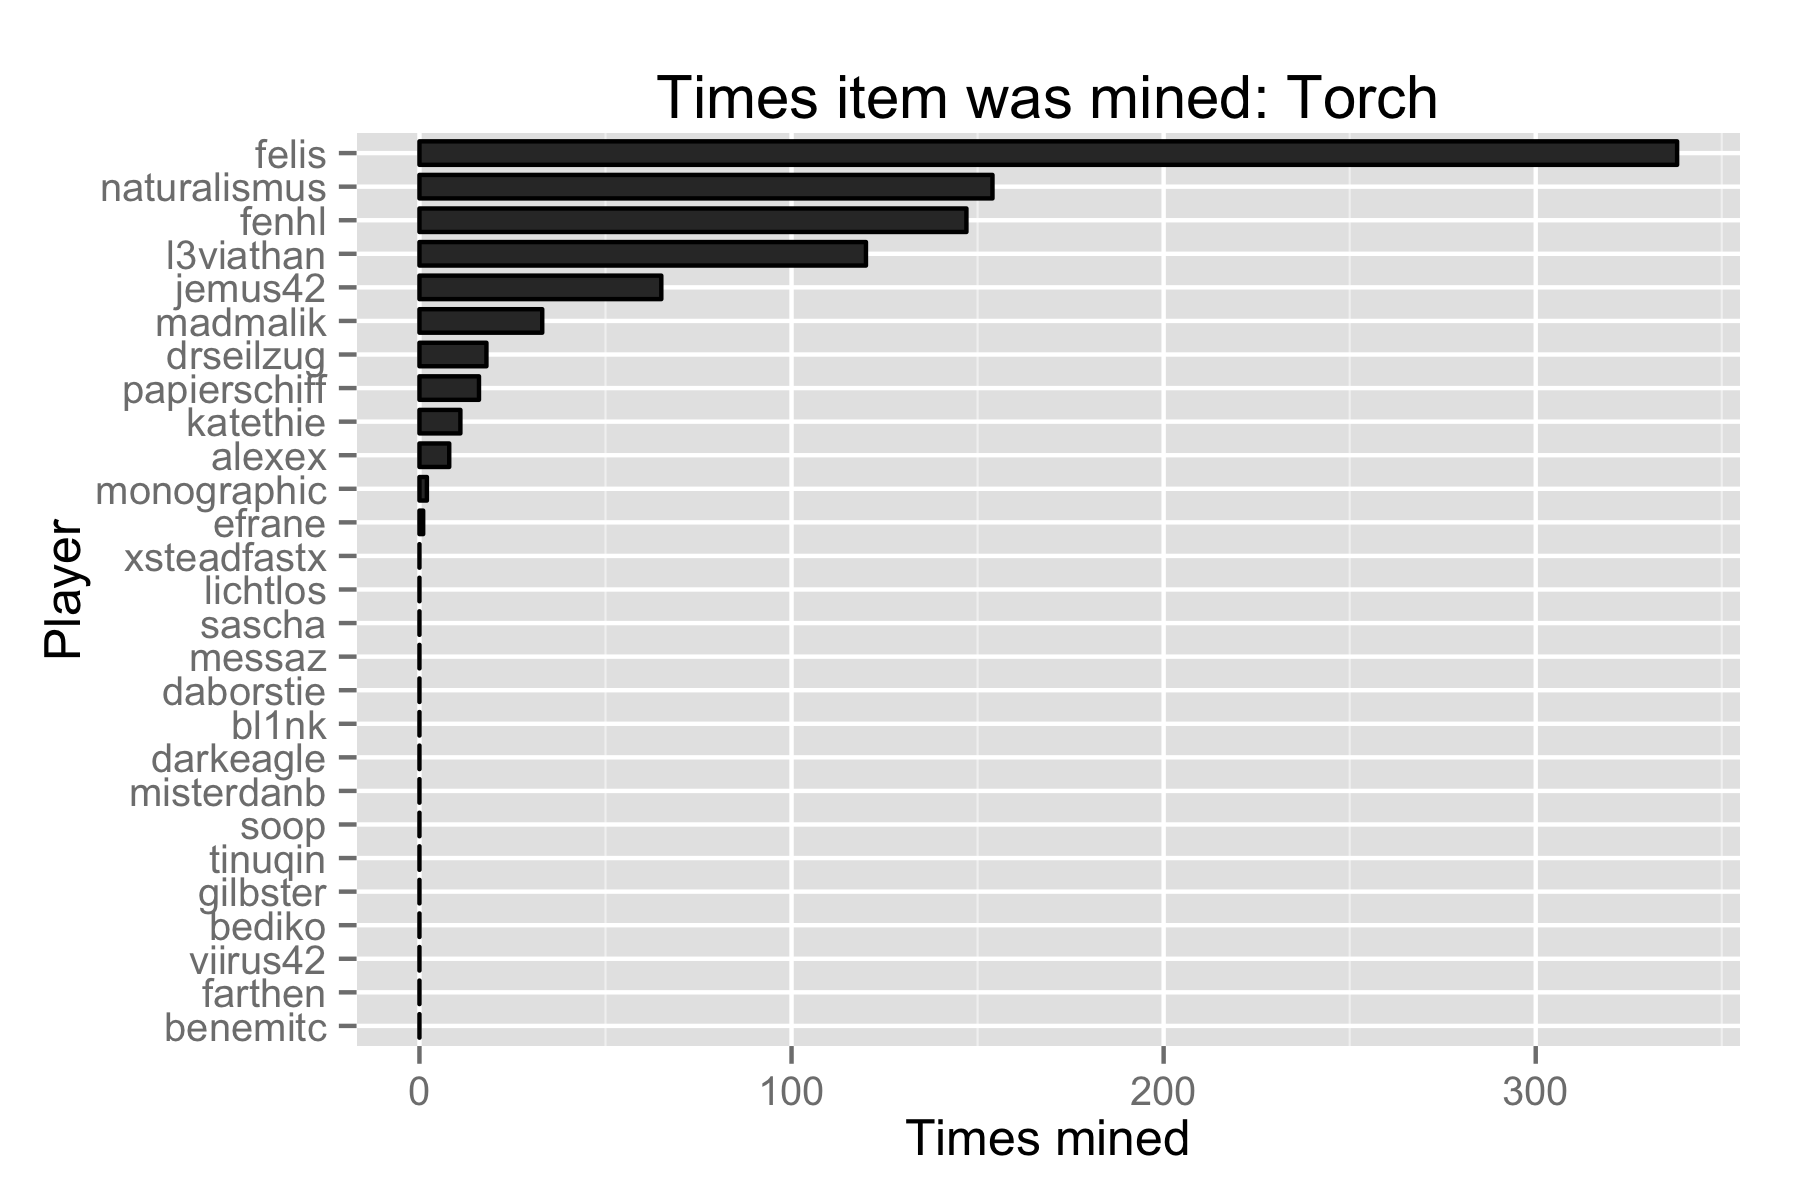 Times item was mined: Torch
felis
naturalismus
fenhl
l3viathan
jemus42
madmalik
drseilzug
papierschiff
katethie
alexex
monographic
efrane
xsteadfastx
lichtlos
sascha
messaz
daborstie
bl1nk
darkeagle
misterdanb
soop
tinuqin
gilbster
bediko
viirus42
farthen
benemitc
Player
0 100 200 300
Times mined